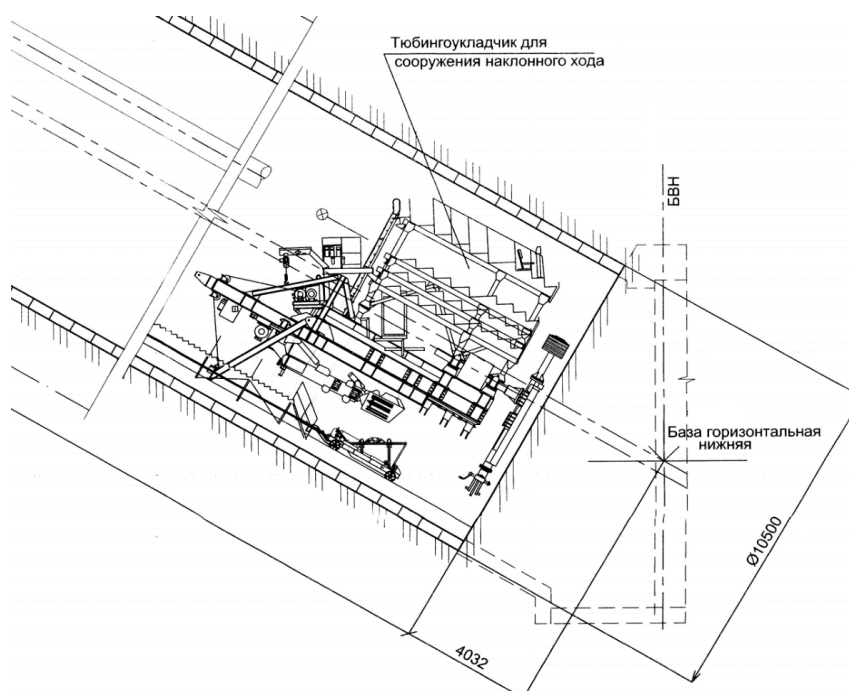 Тюбингоукладчик для
сооружения наклонного хода
БВН
База горизонтальная
нижняя
Ø10500
4032